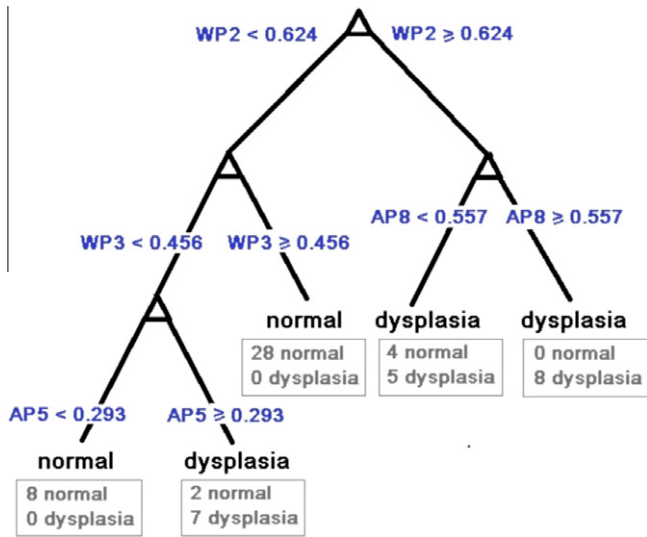 WP2 < 0.624
WP2 ⩾ 0.624
AP8 < 0.557
AP8 ⩾ 0.557
WP3 < 0.456
WP3 ⩾ 0.456
normal
dysplasia
dysplasia
28 normal
0 dysplasia
4 normal
5 dysplasia
0 normal
8 dysplasia
AP5 < 0.293
AP5 ⩾ 0.293
normal
dysplasia
8 normal
0 dysplasia
2 normal
7 dysplasia